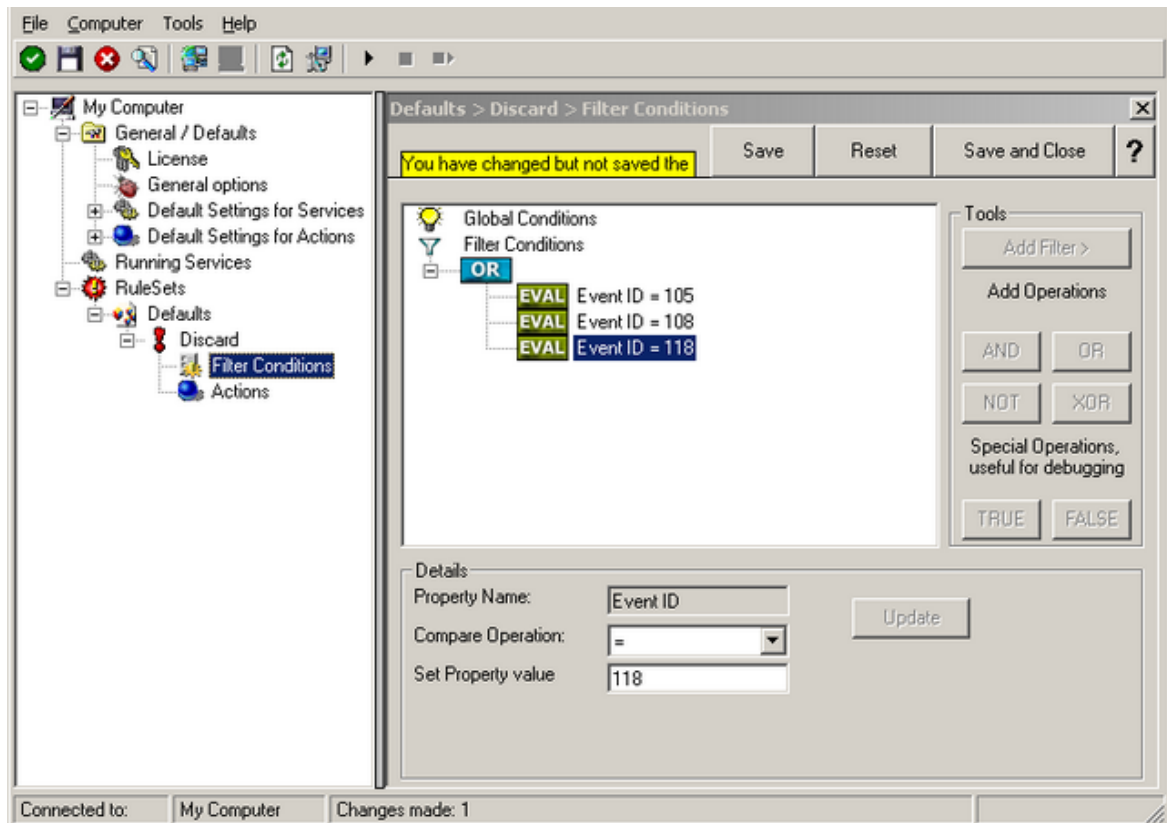 File Computer Tools Help
My Computer
General / Defaults
License
General options
Default Settings for Services
Default Settings for Actions
Running Services
RuleSets
Defaults
Discard
Filter Conditions
Actions
Defaults > Discard > Filter Conditions
You have changed but not saved the
Save
Reset
Save and Close
?
Global Conditions
Filter Conditions
OR
EVAL Event ID = 105
EVAL Event ID = 108
EVAL Event ID = 118
Tools
Add Filter >
Add Operations
AND OR
NOT XOR
Special Operations,
useful for debugging
TRUE FALSE
Details
Property Name: Event ID
Update
Compare Operation: =
Set Property value 118
Connected to: My Computer Changes made: 1